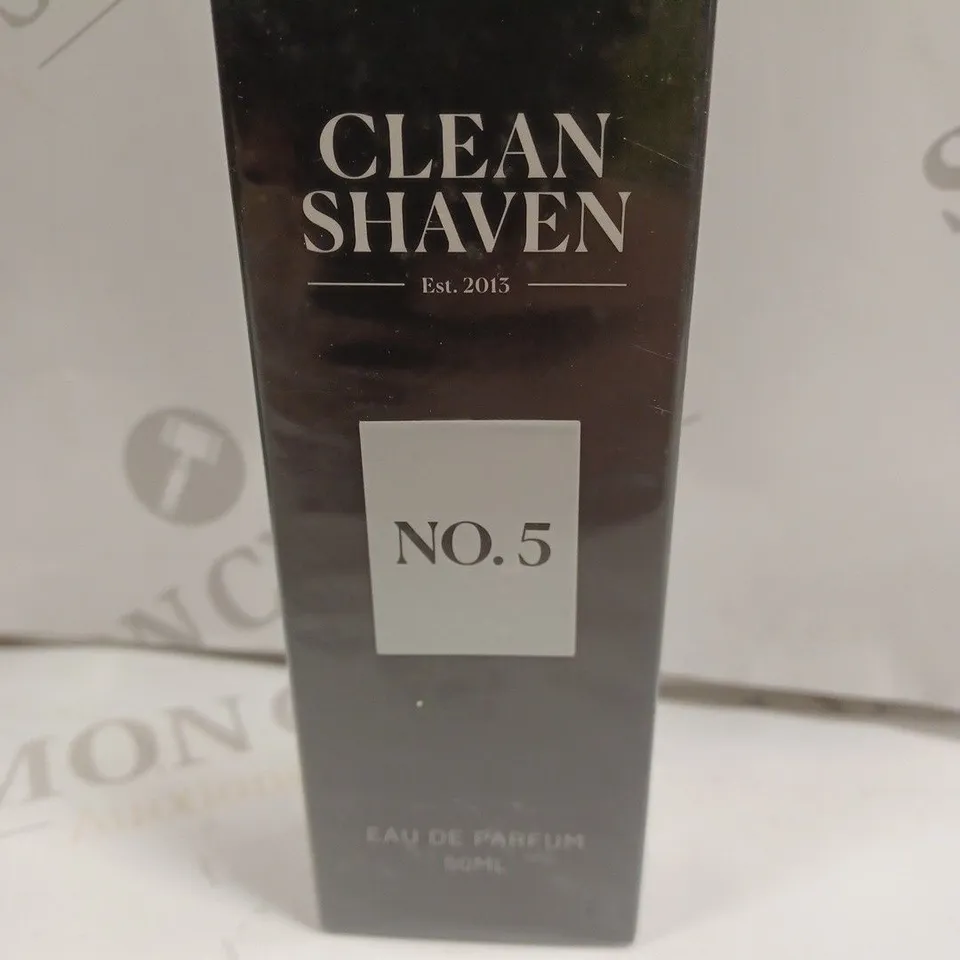 CLEAN
SHAVEN
Est. 2013
NO. 5
EAU DE PARFUM
50ML